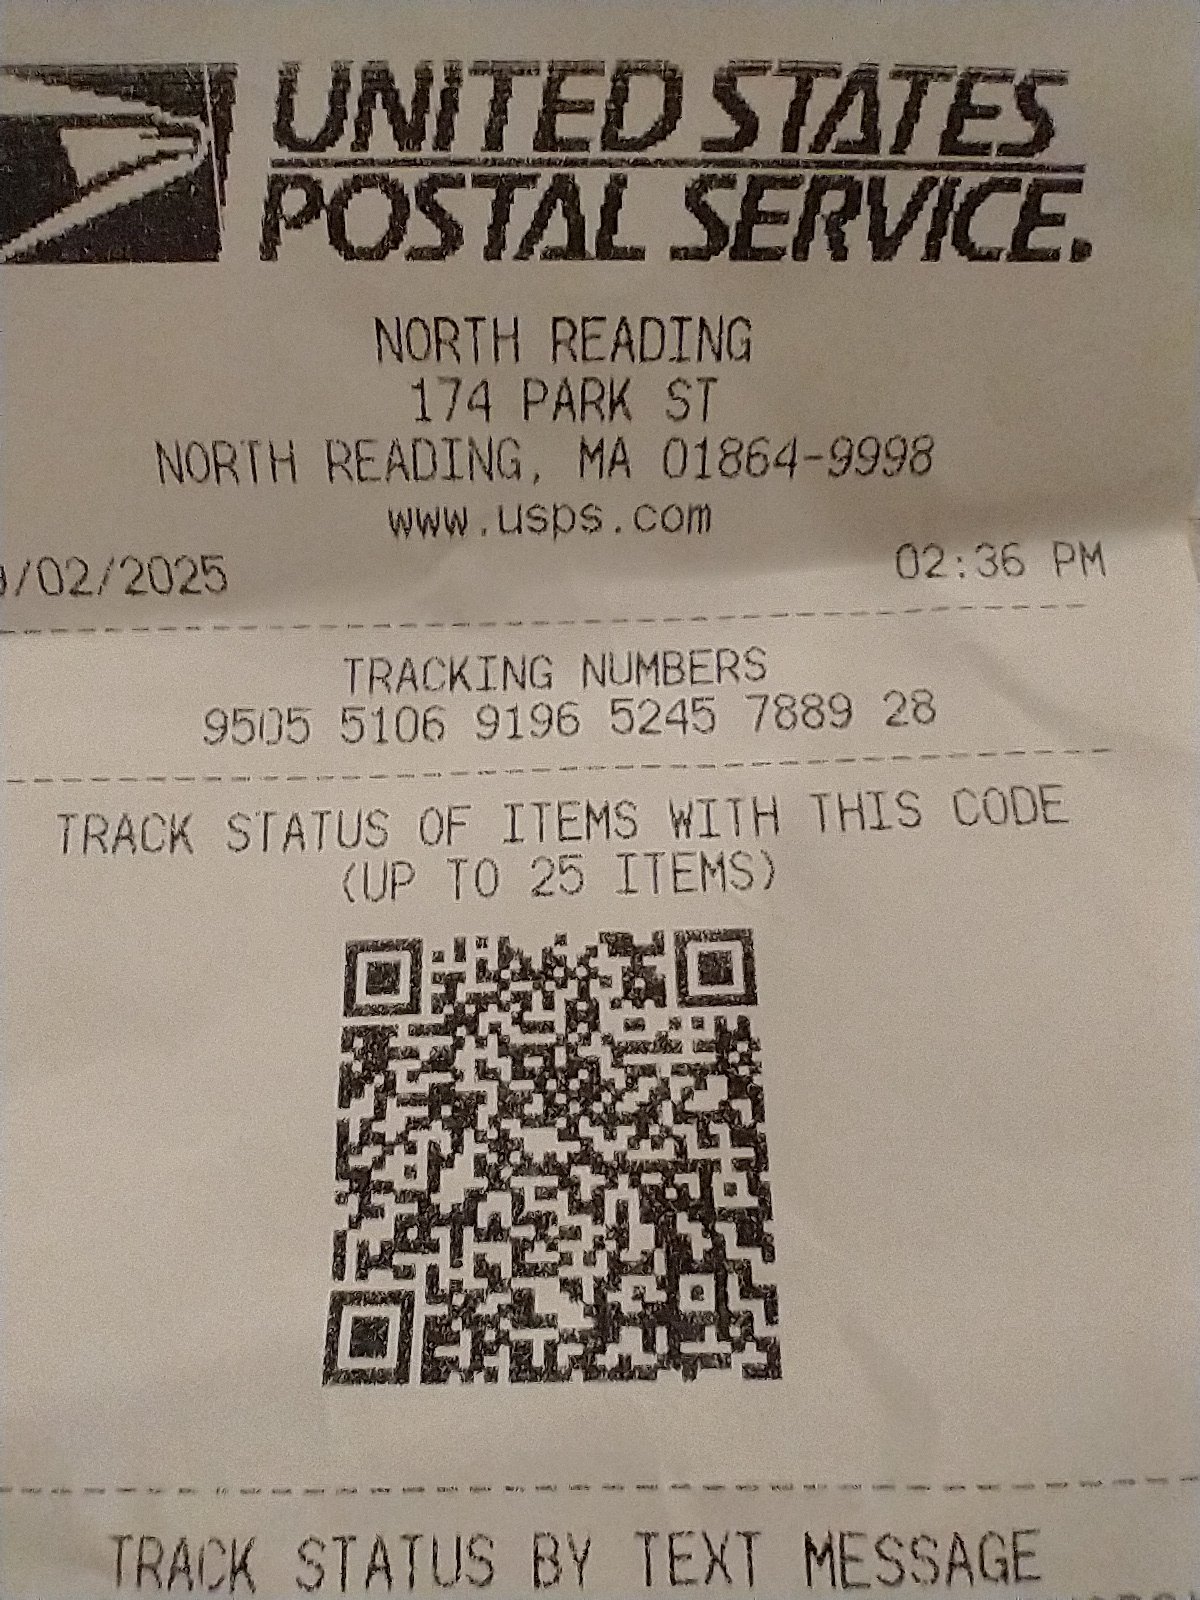 UNITED STATES
POSTAL SERVICE.
NORTH READING
174 PARK ST
NORTH READING, MA 01864-9998
www.usps.com
/02/2025 02:36 PM
TRACKING NUMBERS
9505 5106 9196 5245 7889 28
TRACK STATUS OF ITEMS WITH THIS CODE
(UP TO 25 ITEMS)
TRACK STATUS BY TEXT MESSAGE